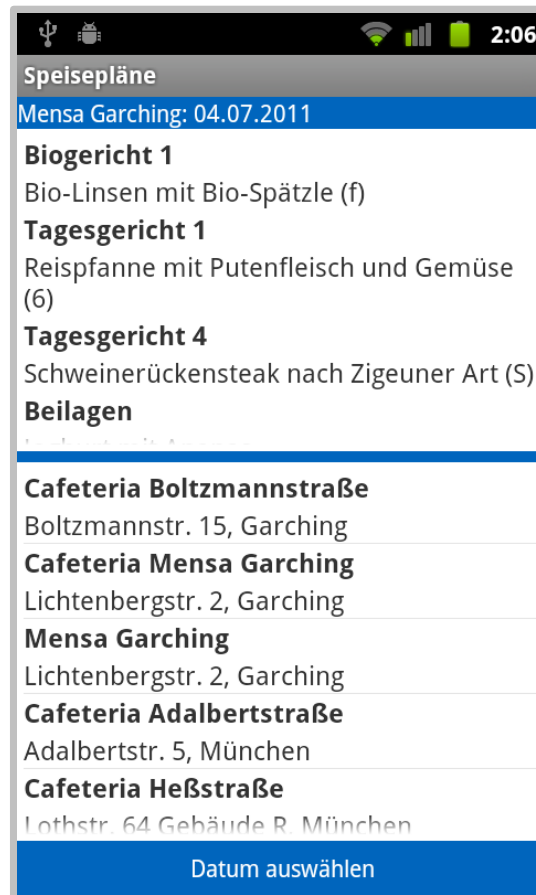 2:06
Speisepläne
Mensa Garching: 04.07.2011
Biogericht 1
Bio-Linsen mit Bio-Spätzle (f)
Tagesgericht 1
Reispfanne mit Putenfleisch und Gemüse
(6)
Tagesgericht 4
Schweinerückensteak nach Zigeuner Art (S)
Beilagen
Cafeteria Boltzmannstraße
Boltzmannstr. 15, Garching
Cafeteria Mensa Garching
Lichtenbergstr. 2, Garching
Mensa Garching
Lichtenbergstr. 2, Garching
Cafeteria Adalbertstraße
Adalbertstr. 5, München
Cafeteria Heßstraße
Lothstr. 64 Gebäude R, München
Datum auswählen